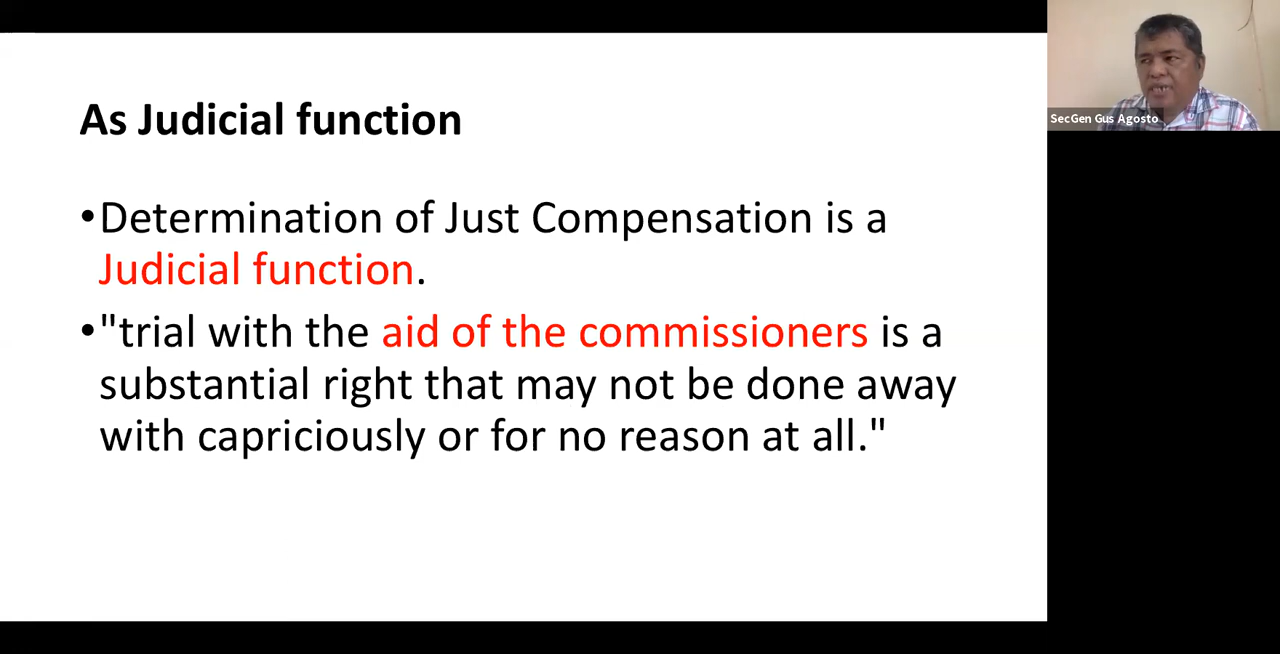 As Judicial function
•Determination of Just Compensation is a
Judicial function.
•"trial with the aid of the commissioners is a
substantial right that may not be done away
with capriciously or for no reason at all."
SecGen Gus Agosto